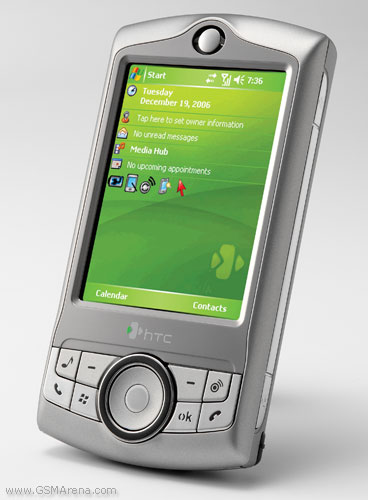 Start 7:36
Tuesday
December 19, 2006
Tap here to set owner information
No unread messages
Media Hub
No upcoming appointments
Calendar Contacts
hTC
ok
www.GSMArena.com